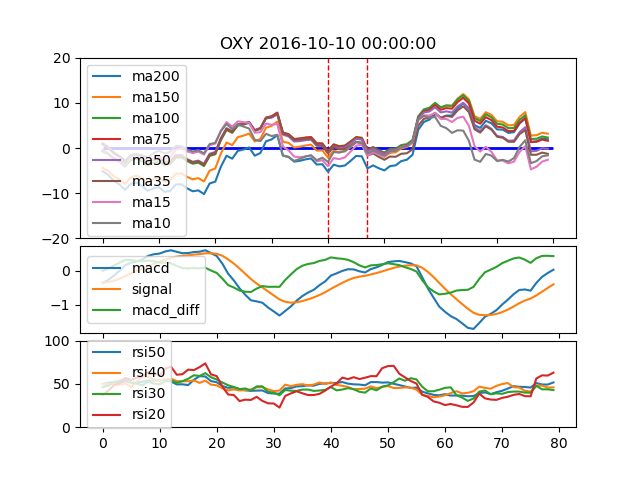 OXY 2016-10-10 00:00:00
20
10
0
−10
−20
ma200
ma150
ma100
ma75
ma50
ma35
ma15
ma10
0
−1
macd
signal
macd_diff
100
50
0
rsi50
rsi40
rsi30
rsi20
0 10 20 30 40 50 60 70 80